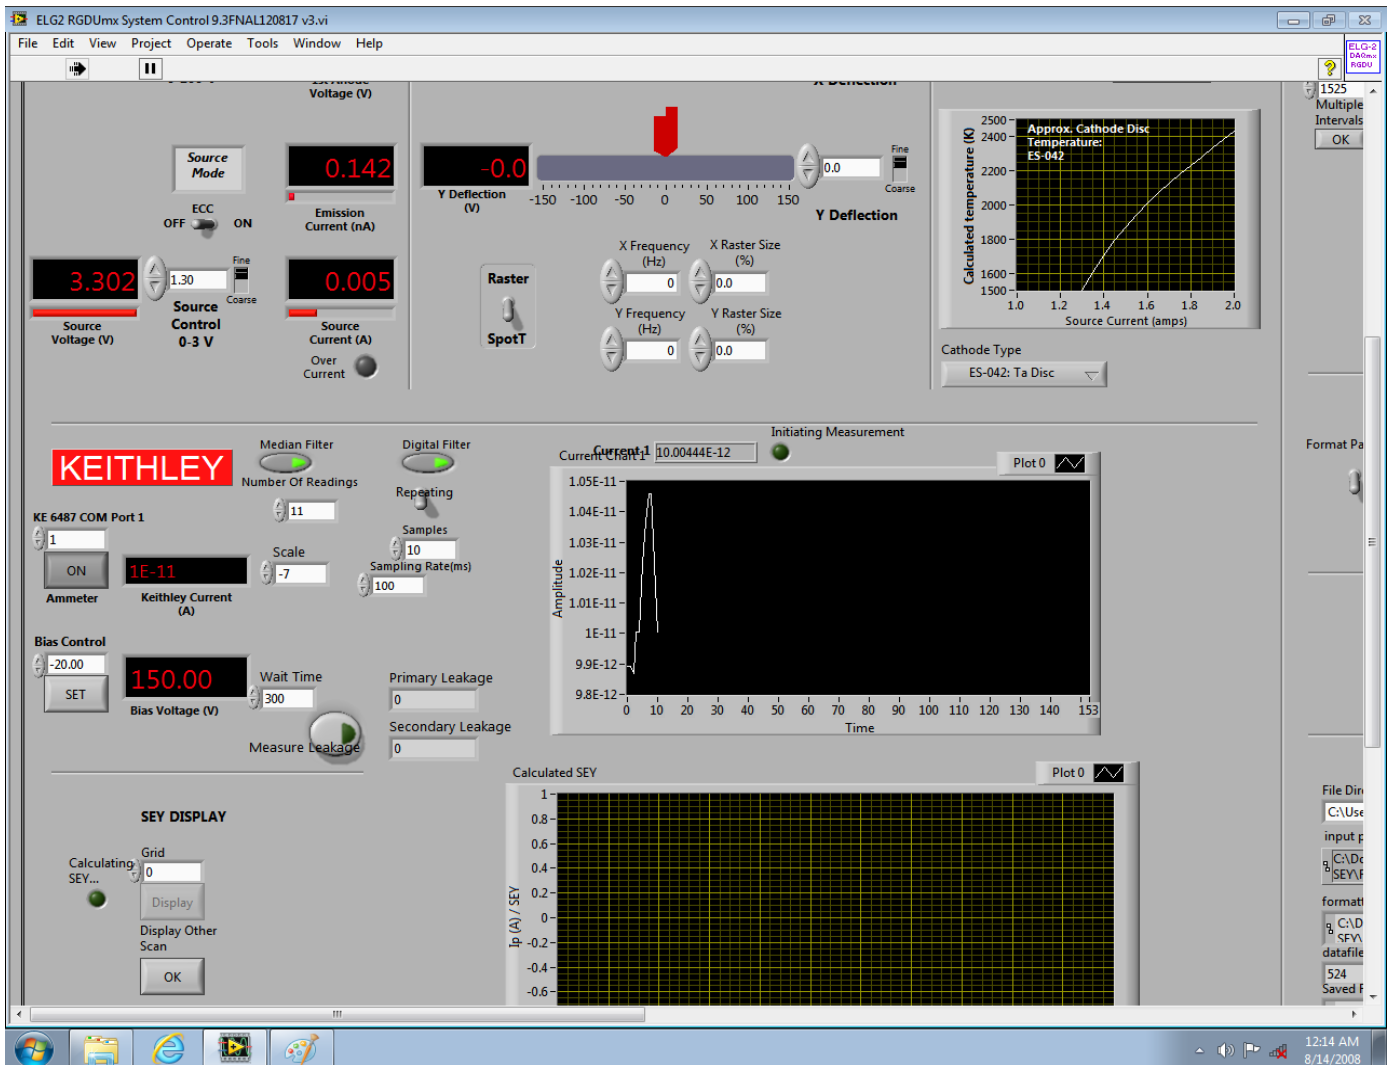 ELG2 RGDUmx System Control 9.3FNAL120817 v3.vi
File Edit View Project Operate Tools Window Help
ELG-2
DAQmx
RGDU
Voltage (V)
X Deflection
1525
Multiple
Intervals
OK
Source
Mode
0.142
Emission
Current (nA)
ECC
OFF ON
3.302
Source
Voltage (V)
1.30
Fine
Coarse
Source
Control
0-3 V
0.005
Source
Current (A)
Over
Current
-0.0
Y Deflection
(V)
-150 -100 -50 0 50 100 150
0.0
Fine
Coarse
Y Deflection
Raster
SpotT
X Frequency
(Hz)
0
X Raster Size
(%)
0.0
Y Frequency
(Hz)
0
Y Raster Size
(%)
0.0
Approx. Cathode Disc
Temperature:
ES-042
Calculated temperature (K)
2500
2400
2200
2000
1800
1600
1500
1.0 1.2 1.4 1.6 1.8 2.0
Source Current (amps)
Cathode Type
ES-042: Ta Disc
KEITHLEY
Median Filter
Number Of Readings
11
Digital Filter
Repeating
Samples
10
Sampling Rate(ms)
100
KE 6487 COM Port 1
1
ON
Ammeter
1E-11
Keithley Current
(A)
Scale
-7
Bias Control
-20.00
SET
150.00
Bias Voltage (V)
Wait Time
300
Measure Leakage
Primary Leakage
0
Secondary Leakage
0
Current Chart 1
Current 1
10.00444E-12
Initiating Measurement
Plot 0
Amplitude
1.05E-11
1.04E-11
1.03E-11
1.02E-11
1.01E-11
1E-11
9.9E-12
9.8E-12
0 10 20 30 40 50 60 70 80 90 100 110 120 130 140 153
Time
Format Pa
SEY DISPLAY
Calculating
SEY...
Grid
0
Display
Display Other
Scan
OK
Calculated SEY
Plot 0
Ip (A) / SEY
1
0.8
0.6
0.4
0.2
0
-0.2
-0.4
-0.6
File Dire
C:\Use
input p
C:\Do
SEY\F
format
C:\D
SEY\
datafile
524
Saved F
12:14 AM
8/14/2008